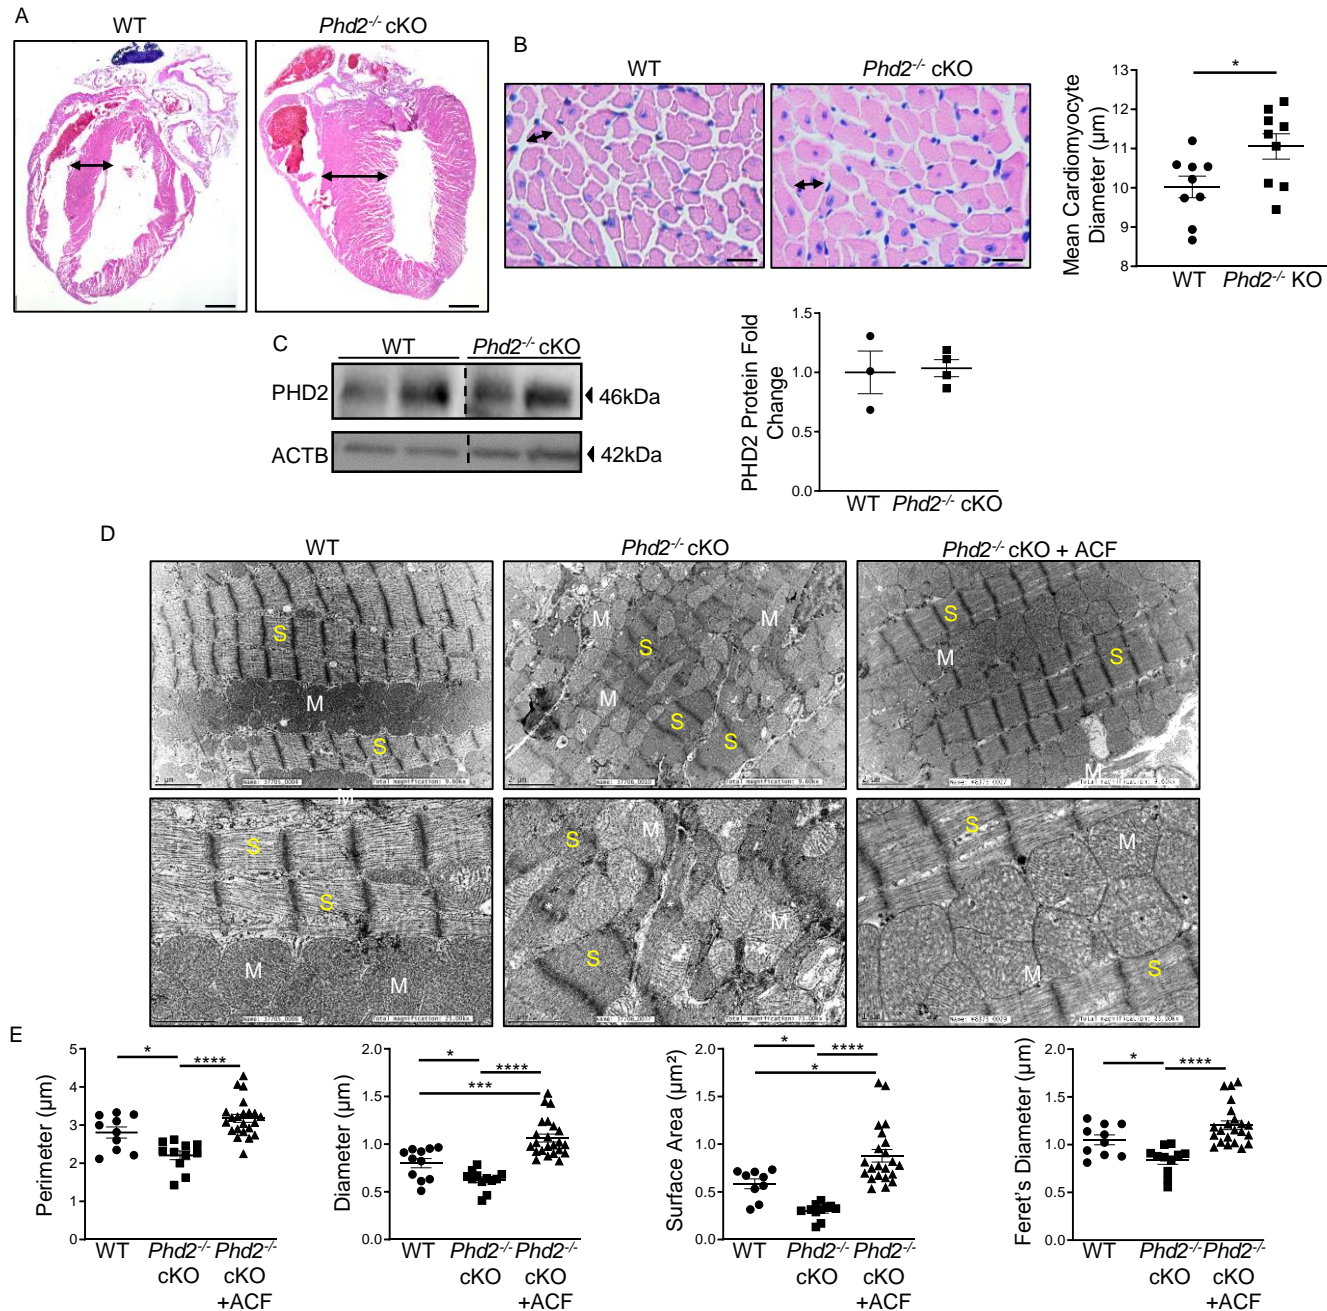 A
WT
Phd2-/- cKO
B
WT
Phd2-/- cKO
*
13
12
11
10
9
8
Mean Cardiomyocyte
Diameter (µm)
WT
Phd2-/- KO
C
WT
Phd2-/- cKO
PHD2
46kDa
ACTB
42kDa
1.5
1.0
0.5
0.0
PHD2 Protein Fold
Change
WT
Phd2-/- cKO
D
WT
Phd2-/- cKO
Phd2-/- cKO + ACF
S
M
S
2 µm
M
M
S
M
S
S
2 µm
S
M
S
M
2 µm
M
S
S
M
M
S
M
M
S
S
M
M
S
E
5
4
3
2
1
0
Perimeter (µm)
*
****
WT
Phd2-/-
cKO
Phd2-/-
cKO
+ACF
2.0
1.5
1.0
0.5
0.0
Diameter (µm)
*
****
***
WT
Phd2-/-
cKO
Phd2-/-
cKO
+ACF
2.0
1.5
1.0
0.5
0.0
Surface Area (µm²)
*
****
*
WT
Phd2-/-
cKO
Phd2-/-
cKO
+ACF
2.0
1.5
1.0
0.5
0.0
Feret's Diameter (µm)
*
****
WT
Phd2-/-
cKO
Phd2-/-
cKO
+ACF